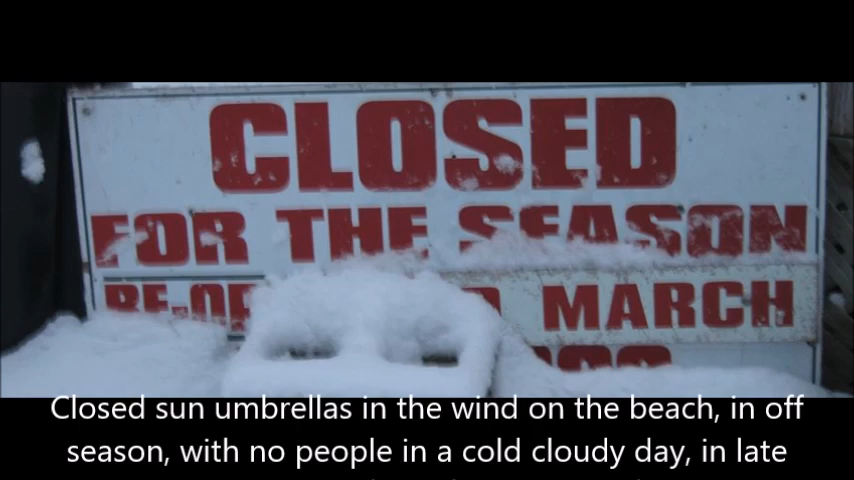 CLOSED
FOR THE SEASON
MARCH
Closed sun umbrellas in the wind on the beach, in off
season, with no people in a cold cloudy day, in late